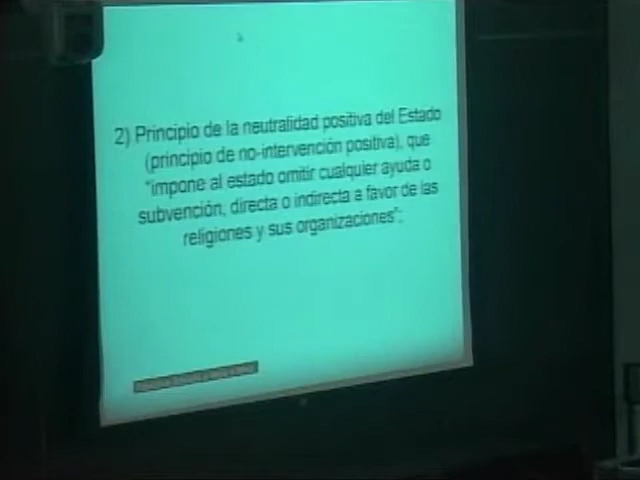 2) Principio de la neutralidad positiva del Estado
(principio de no-intervención positiva), que
"impone al estado omitir cualquier ayuda o
subvención, directa o indirecta a favor de las
religiones y sus organizaciones";